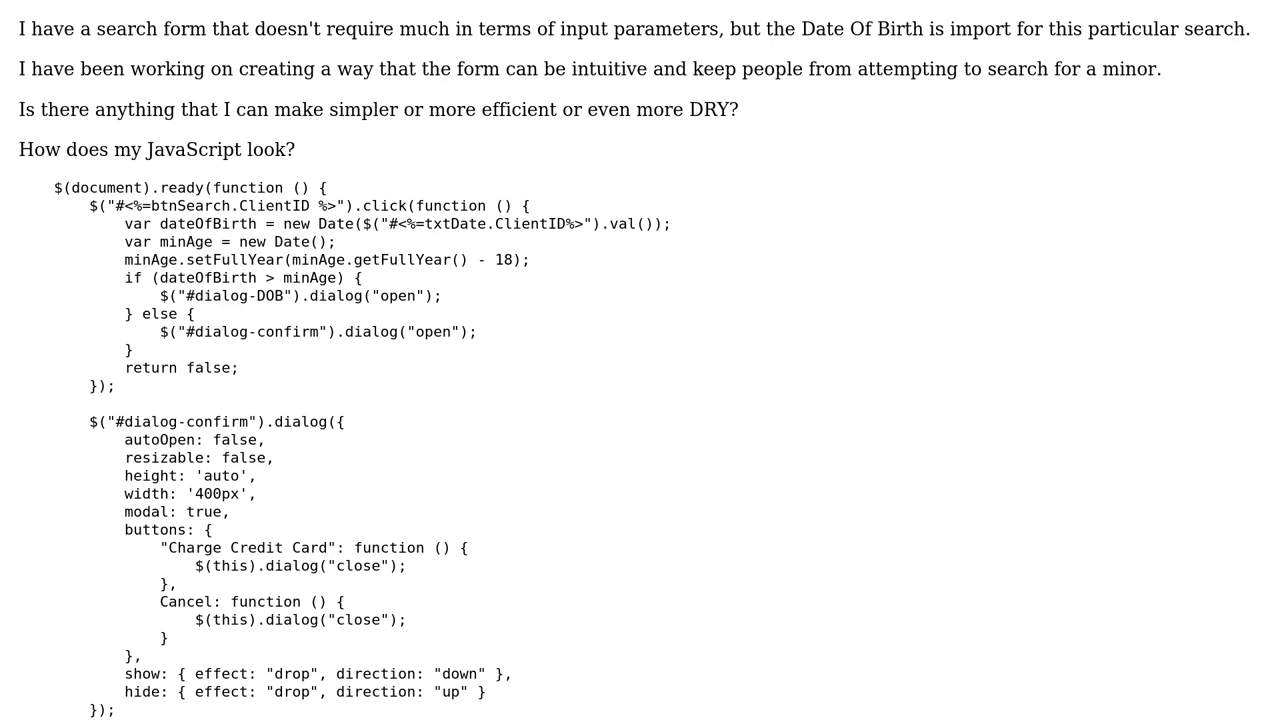 I have a search form that doesn't require much in terms of input parameters, but the Date Of Birth is import for this particular search.
I have been working on creating a way that the form can be intuitive and keep people from attempting to search for a minor.
Is there anything that I can make simpler or more efficient or even more DRY?
How does my JavaScript look?
$(document).ready(function () {
    $("#<%=btnSearch.ClientID %>").click(function () {
        var dateOfBirth = new Date($("#<%=txtDate.ClientID%>").val());
        var minAge = new Date();
        minAge.setFullYear(minAge.getFullYear() - 18);
        if (dateOfBirth > minAge) {
            $("#dialog-DOB").dialog("open");
        } else {
            $("#dialog-confirm").dialog("open");
        }
        return false;
    });
    $("#dialog-confirm").dialog({
        autoOpen: false,
        resizable: false,
        height: 'auto',
        width: '400px',
        modal: true,
        buttons: {
            "Charge Credit Card": function () {
                $(this).dialog("close");
            },
            Cancel: function () {
                $(this).dialog("close");
            }
        },
        show: { effect: "drop", direction: "down" },
        hide: { effect: "drop", direction: "up" }
    });